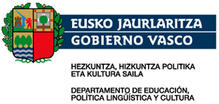 EUSKO JAURLARITZA
GOBIERNO VASCO
HEZKUNTZA, HIZKUNTZA POLITIKA
ETA KULTURA SAILA
DEPARTAMENTO DE EDUCACIÓN,
POLÍTICA LINGÜÍSTICA Y CULTURA